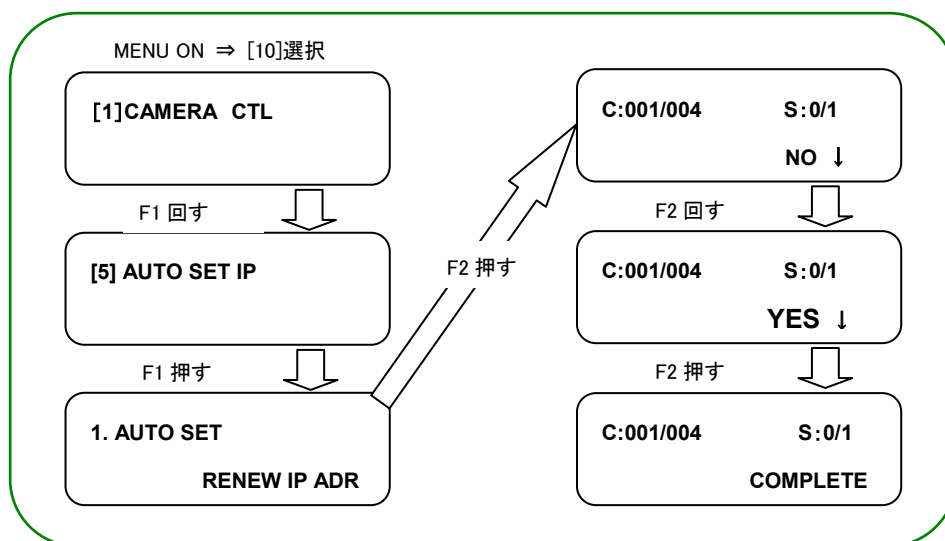 MENU ON ⇒ [10]選択
[1]CAMERA CTL
F1 回す
[5] AUTO SET IP
F1 押す
1. AUTO SET
RENEW IP ADR
F2 押す
C:001/004 S:0/1
NO ↓
F2 回す
C:001/004 S:0/1
YES ↓
F2 押す
C:001/004 S:0/1
COMPLETE